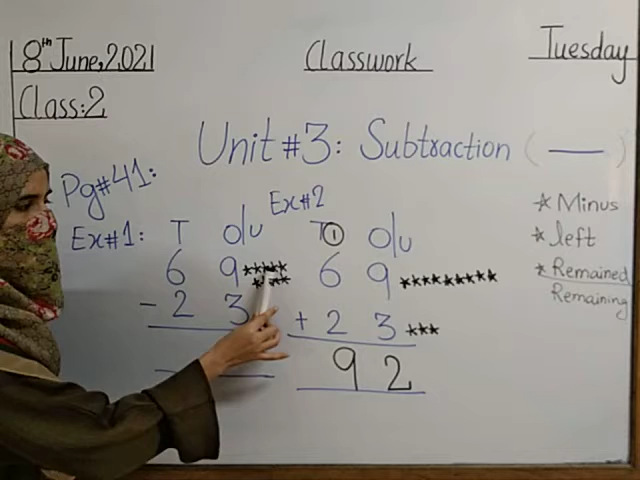 8th June, 2021
Classwork
Tuesday
Class:2
Unit #3: Subtraction ( — )
Pg#41:
Ex#1:
T O/U
6 9 *********
- 2 3
Ex#2
T ① O/U
6 9 *********
+ 2 3 ***
9 2
* Minus
* left
* Remained
Remaining